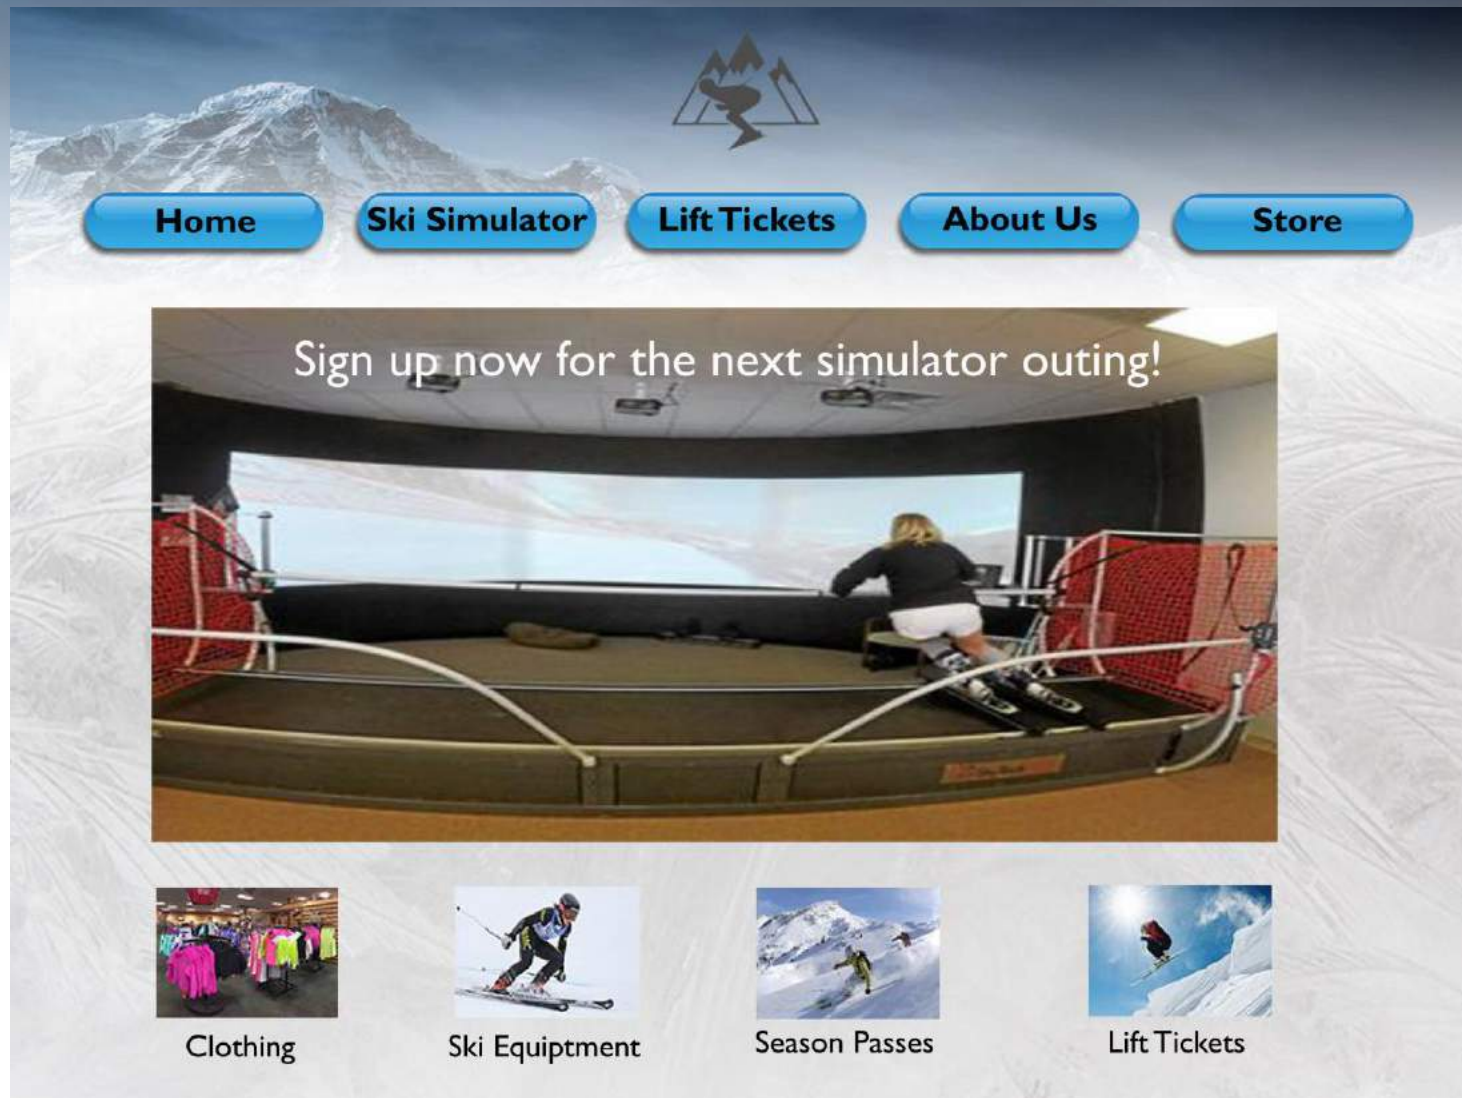 Home
Ski Simulator
Lift Tickets
About Us
Store
Sign up now for the next simulator outing!
Clothing
Ski Equiptment
Season Passes
Lift Tickets